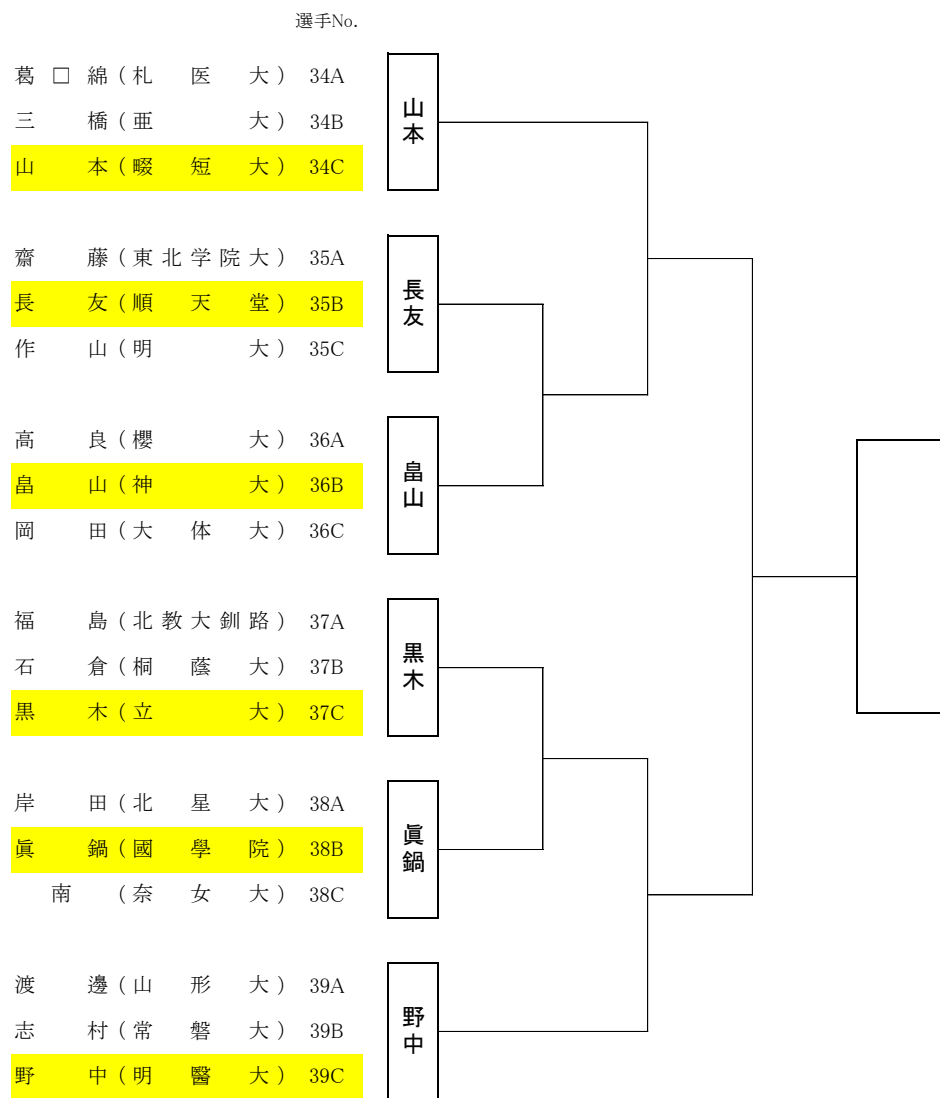 選手No.
葛□綿(札医大) 34A
三橋(亜大) 34B
山本(畷短大) 34C
山本
齋藤(東北学院大) 35A
長友(順天堂) 35B
作山(明大) 35C
長友
高良(櫻大) 36A
畠山(神大) 36B
岡田(大体大) 36C
畠山
福島(北教大釧路) 37A
石倉(桐蔭大) 37B
黒木(立大) 37C
黒木
岸田(北星大) 38A
眞鍋(國學院) 38B
南(奈女大) 38C
眞鍋
渡邊(山形大) 39A
志村(常磐大) 39B
野中(明醫大) 39C
野中